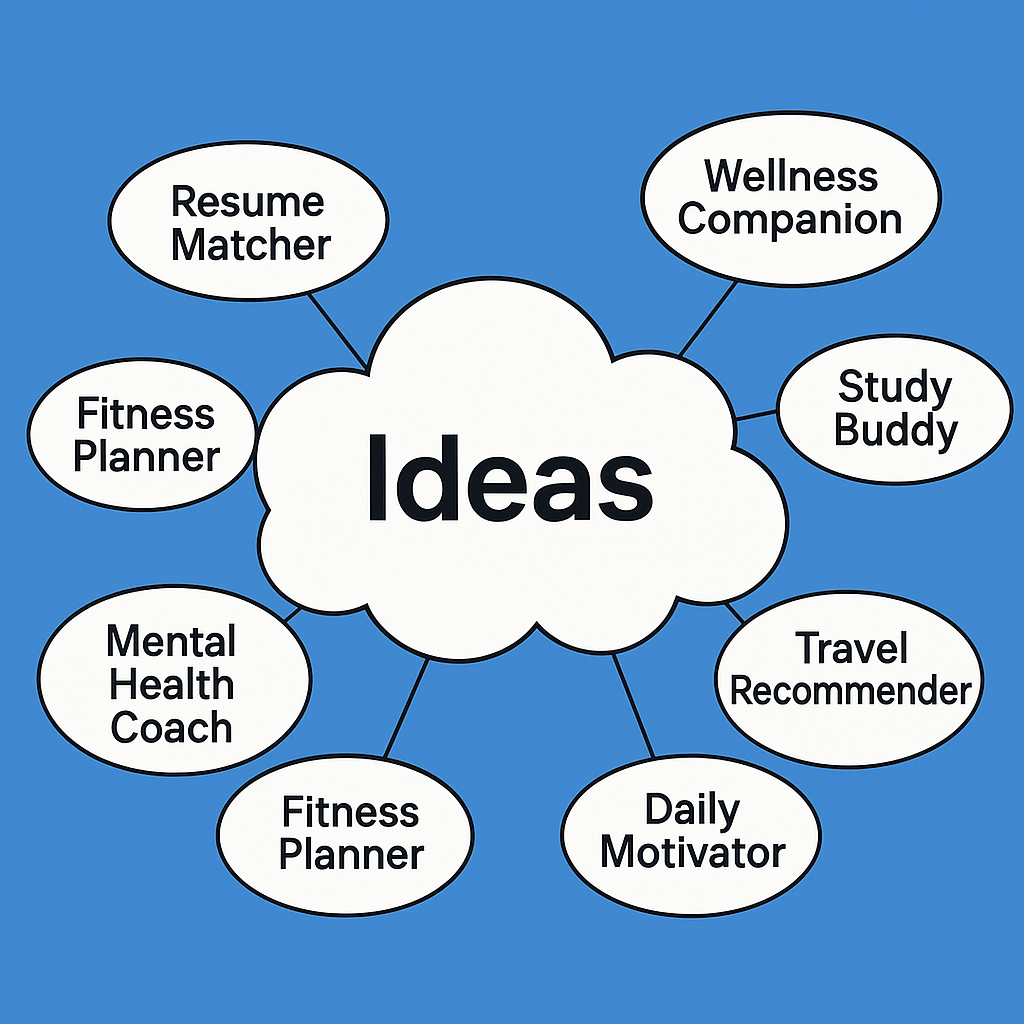 Resume
Matcher
Wellness
Companion
Fitness
Planner
Ideas
Study
Buddy
Mental
Health
Coach
Travel
Recommender
Fitness
Planner
Daily
Motivator